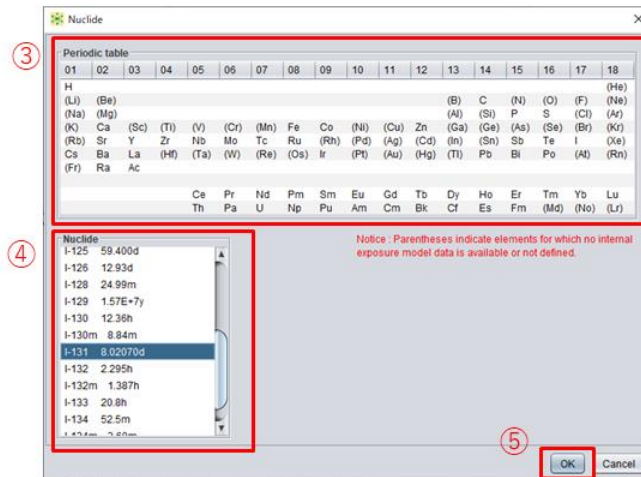 Nuclide
③
Periodic table
01 02 03 04 05 06 07 08 09 10 11 12 13 14 15 16 17 18
H (He)
(Li) (Be) (B) C (N) (O) (F) (Ne)
(Na) (Mg) (Al) (Si) P S (Cl) (Ar)
(K) Ca (Sc) (Ti) (V) (Cr) (Mn) Fe Co (Ni) (Cu) Zn (Ga) (Ge) (As) (Se) (Br) (Kr)
(Rb) Sr Y Zr Nb Mo Tc Ru (Rh) (Pd) (Ag) (Cd) (In) (Sn) Sb Te I (Xe)
Cs Ba La (Hf) (Ta) (W) (Re) (Os) Ir (Pt) (Au) (Hg) (Tl) Pb Bi Po (At) (Rn)
(Fr) Ra Ac
Ce Pr Nd Pm Sm Eu Gd Tb Dy Ho Er Tm Yb Lu
Th Pa U Np Pu Am Cm Bk Cf Es Fm (Md) (No) (Lr)
④
Nuclide
I-125 59.400d
I-126 12.93d
I-128 24.99m
I-129 1.57E+7y
I-130 12.36h
I-130m 8.84m
I-131 8.02070d
I-132 2.295h
I-132m 1.387h
I-133 20.8h
I-134 52.5m
Notice : Parentheses indicate elements for which no internal
exposure model data is available or not defined.
⑤
OK Cancel